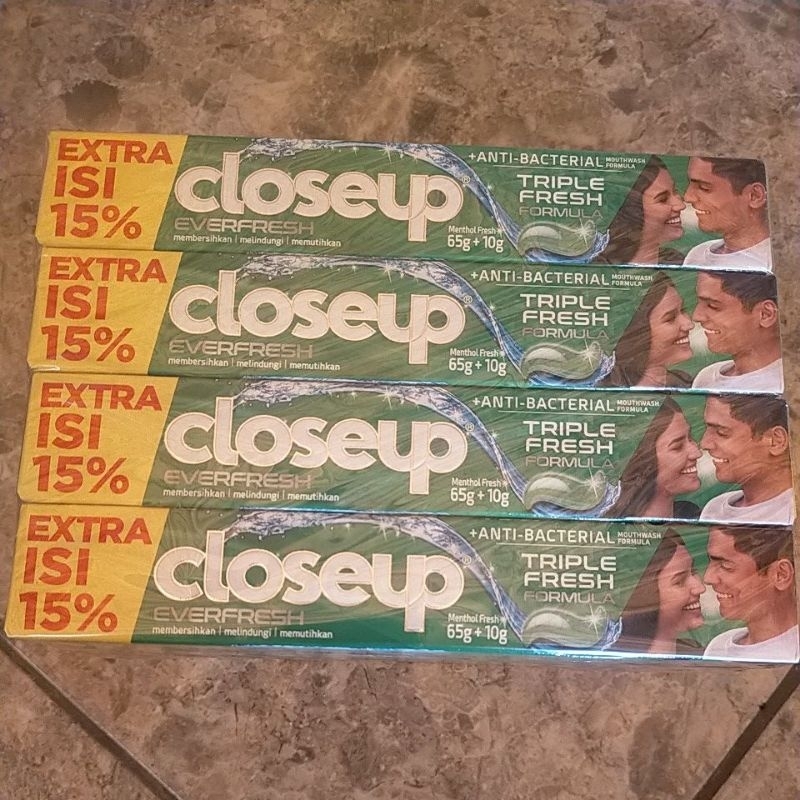 EXTRA
ISI
15%
closeup®
EVERFRESH
membersihkan | melindungi | memutihkan
Menthol Fresh
65g + 10g
+ANTI-BACTERIAL MOUTHWASH
FORMULA
TRIPLE
FRESH
FORMULA
EXTRA
ISI
15%
closeup®
EVERFRESH
membersihkan | melindungi | memutihkan
Menthol Fresh
65g + 10g
+ANTI-BACTERIAL MOUTHWASH
FORMULA
TRIPLE
FRESH
FORMULA
EXTRA
ISI
15%
closeup®
EVERFRESH
membersihkan | melindungi | memutihkan
Menthol Fresh
65g + 10g
+ANTI-BACTERIAL MOUTHWASH
FORMULA
TRIPLE
FRESH
FORMULA
EXTRA
ISI
15%
closeup®
EVERFRESH
membersihkan | melindungi | memutihkan
Menthol Fresh
65g + 10g
+ANTI-BACTERIAL MOUTHWASH
FORMULA
TRIPLE
FRESH
FORMULA